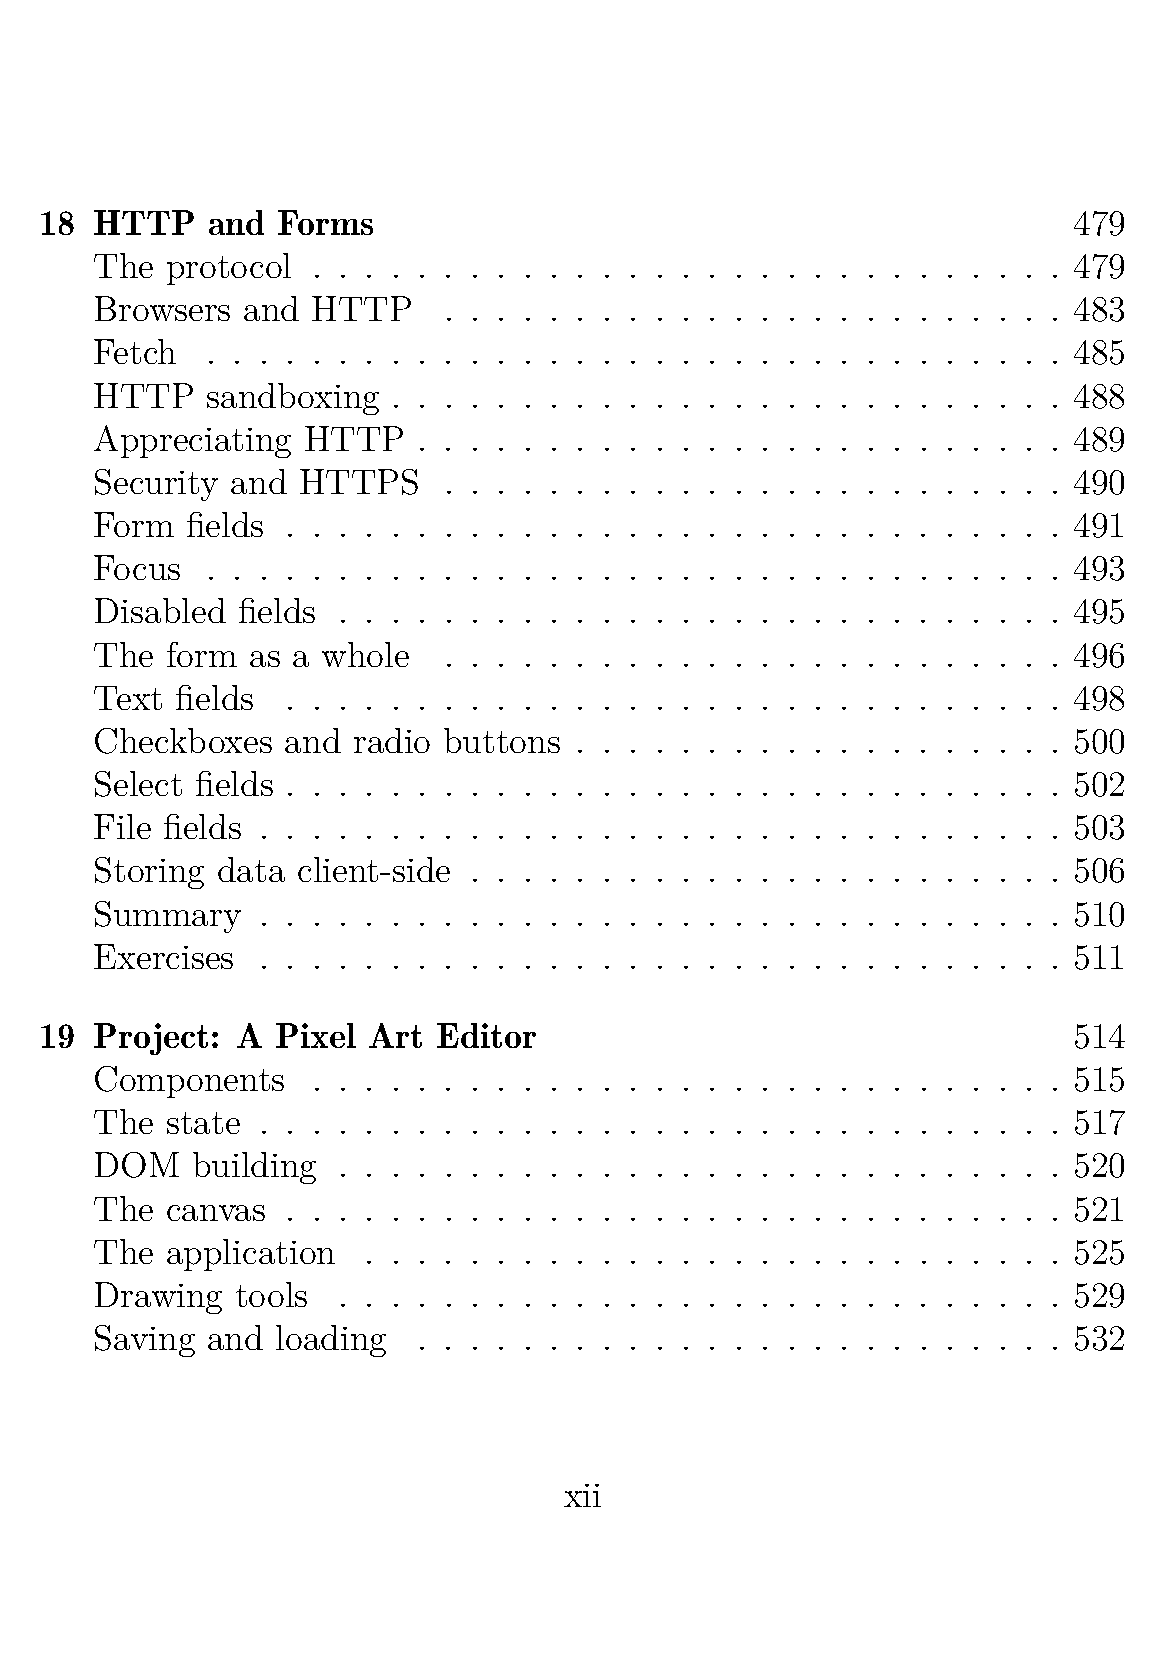 18 HTTP and Forms 479
The protocol . . . . . . . . . . . . . . . . . . . . . . . . . . . . . 479
Browsers and HTTP . . . . . . . . . . . . . . . . . . . . . . . . 483
Fetch . . . . . . . . . . . . . . . . . . . . . . . . . . . . . . . . . 485
HTTP sandboxing . . . . . . . . . . . . . . . . . . . . . . . . . . 488
Appreciating HTTP . . . . . . . . . . . . . . . . . . . . . . . . . 489
Security and HTTPS . . . . . . . . . . . . . . . . . . . . . . . . 490
Form fields . . . . . . . . . . . . . . . . . . . . . . . . . . . . . . 491
Focus . . . . . . . . . . . . . . . . . . . . . . . . . . . . . . . . . 493
Disabled fields . . . . . . . . . . . . . . . . . . . . . . . . . . . . 495
The form as a whole . . . . . . . . . . . . . . . . . . . . . . . . 496
Text fields . . . . . . . . . . . . . . . . . . . . . . . . . . . . . . 498
Checkboxes and radio buttons . . . . . . . . . . . . . . . . . . . 500
Select fields . . . . . . . . . . . . . . . . . . . . . . . . . . . . . . 502
File fields . . . . . . . . . . . . . . . . . . . . . . . . . . . . . . . 503
Storing data client-side . . . . . . . . . . . . . . . . . . . . . . . 506
Summary . . . . . . . . . . . . . . . . . . . . . . . . . . . . . . . 510
Exercises . . . . . . . . . . . . . . . . . . . . . . . . . . . . . . . 511
19 Project: A Pixel Art Editor 514
Components . . . . . . . . . . . . . . . . . . . . . . . . . . . . . 515
The state . . . . . . . . . . . . . . . . . . . . . . . . . . . . . . . 517
DOM building . . . . . . . . . . . . . . . . . . . . . . . . . . . . 520
The canvas . . . . . . . . . . . . . . . . . . . . . . . . . . . . . . 521
The application . . . . . . . . . . . . . . . . . . . . . . . . . . . 525
Drawing tools . . . . . . . . . . . . . . . . . . . . . . . . . . . . 529
Saving and loading . . . . . . . . . . . . . . . . . . . . . . . . . 532
xii